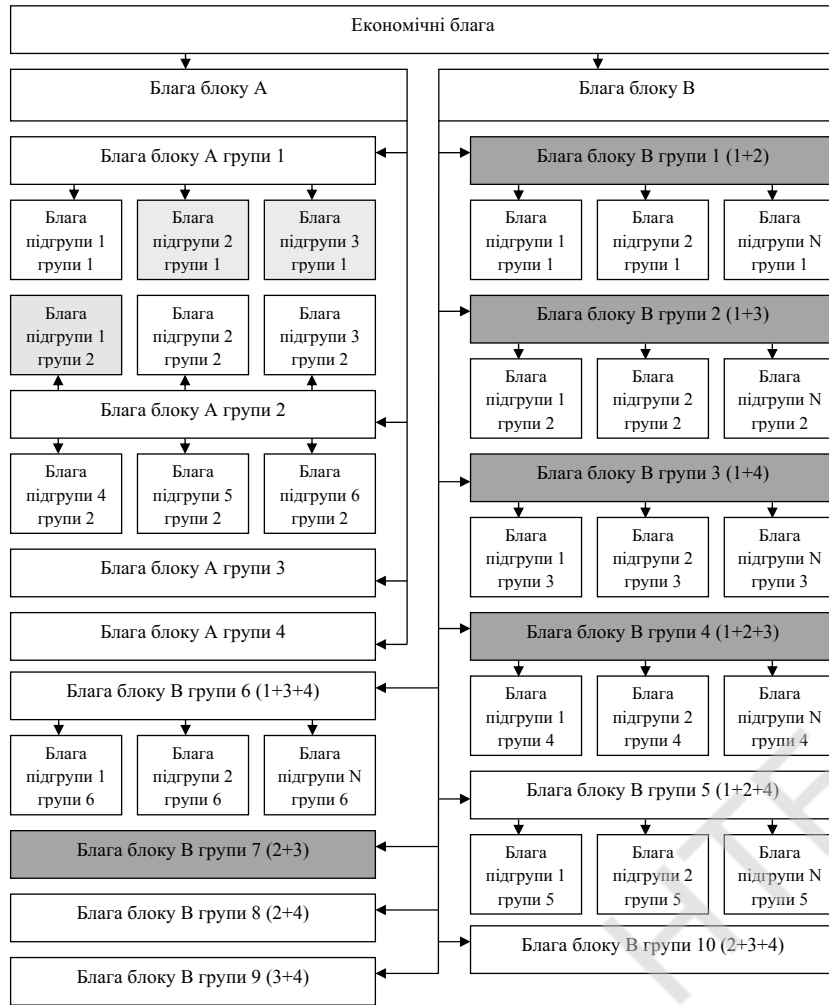 Економічні блага
Блага блоку А
Блага блоку А групи 1
Блага
підгрупи 1
групи 1
Блага
підгрупи 2
групи 1
Блага
підгрупи 3
групи 1
Блага
підгрупи 1
групи 2
Блага
підгрупи 2
групи 2
Блага
підгрупи 3
групи 2
Блага блоку А групи 2
Блага
підгрупи 4
групи 2
Блага
підгрупи 5
групи 2
Блага
підгрупи 6
групи 2
Блага блоку А групи 3
Блага блоку А групи 4
Блага блоку В групи 6 (1+3+4)
Блага
підгрупи 1
групи 6
Блага
підгрупи 2
групи 6
Блага
підгрупи N
групи 6
Блага блоку В групи 7 (2+3)
Блага блоку В групи 8 (2+4)
Блага блоку В групи 9 (3+4)
Блага блоку В
Блага блоку В групи 1 (1+2)
Блага
підгрупи 1
групи 1
Блага
підгрупи 2
групи 1
Блага
підгрупи N
групи 1
Блага блоку В групи 2 (1+3)
Блага
підгрупи 1
групи 2
Блага
підгрупи 2
групи 2
Блага
підгрупи N
групи 2
Блага блоку В групи 3 (1+4)
Блага
підгрупи 1
групи 3
Блага
підгрупи 2
групи 3
Блага
підгрупи N
групи 3
Блага блоку В групи 4 (1+2+3)
Блага
підгрупи 1
групи 4
Блага
підгрупи 2
групи 4
Блага
підгрупи N
групи 4
Блага блоку В групи 5 (1+2+4)
Блага
підгрупи 1
групи 5
Блага
підгрупи 2
групи 5
Блага
підгрупи N
групи 5
Блага блоку В групи 10 (2+3+4)